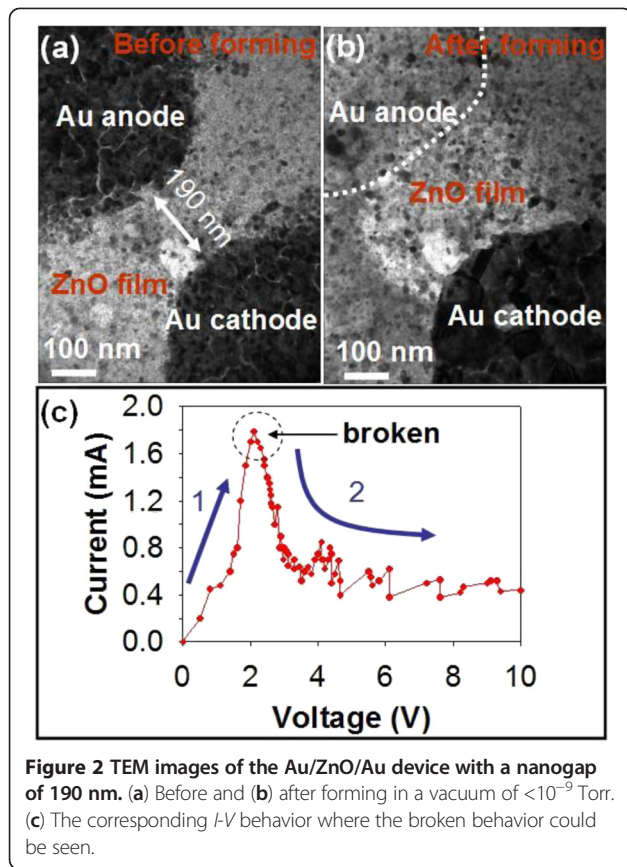 (a) Before forming
Au anode
190 nm
ZnO film
Au cathode
100 nm
(b) After forming
Au anode
ZnO film
Au cathode
100 nm
(c)
broken
1
2
Current (mA)
2.0
1.6
1.2
0.8
0.4
0.0
0 2 4 6 8 10
Voltage (V)
Figure 2 TEM images of the Au/ZnO/Au device with a nanogap
of 190 nm. (a) Before and (b) after forming in a vacuum of <10⁻⁹ Torr.
(c) The corresponding I-V behavior where the broken behavior could
be seen.